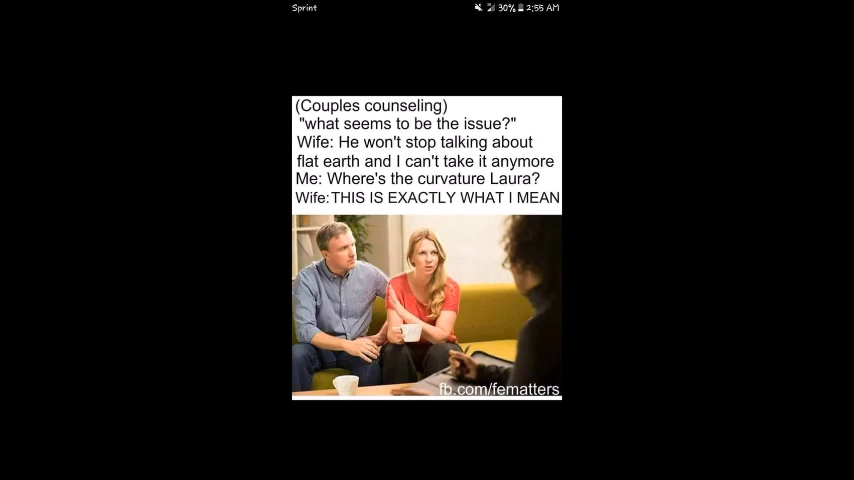 Sprint 30% 2:55 AM
(Couples counseling)
"what seems to be the issue?"
Wife: He won't stop talking about
flat earth and I can't take it anymore
Me: Where's the curvature Laura?
Wife: THIS IS EXACTLY WHAT I MEAN
fb.com/fematters